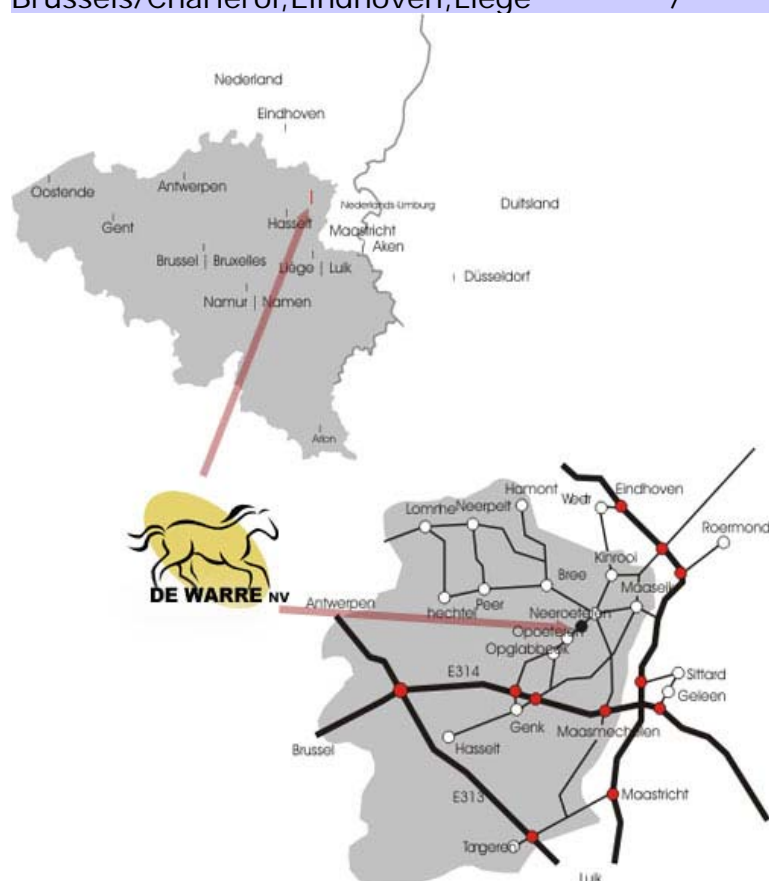 Brussels/Charleroi,Eindhoven,Liège /
Nederland
Eindhoven
Oostende
Antwerpen
Gent
Hasselt
Nederlands-Limburg
Duitsland
Maastricht
Aken
Brussel | Bruxelles
Liège | Luik
Düsseldorf
Namur | Namen
Arlon
DE WARRE NV
Hamont
Weert
Eindhoven
Lommel
Neerpelt
Roermond
Kinrooi
Bree
Maaseik
hechtel
Peer
Neeroeteren
Antwerpen
Opoeteren
Opglabbeek
E314
Sittard
Geleen
Genk
Maasmechelen
Brussel
Hasselt
E313
Maastricht
Tongeren
Luik